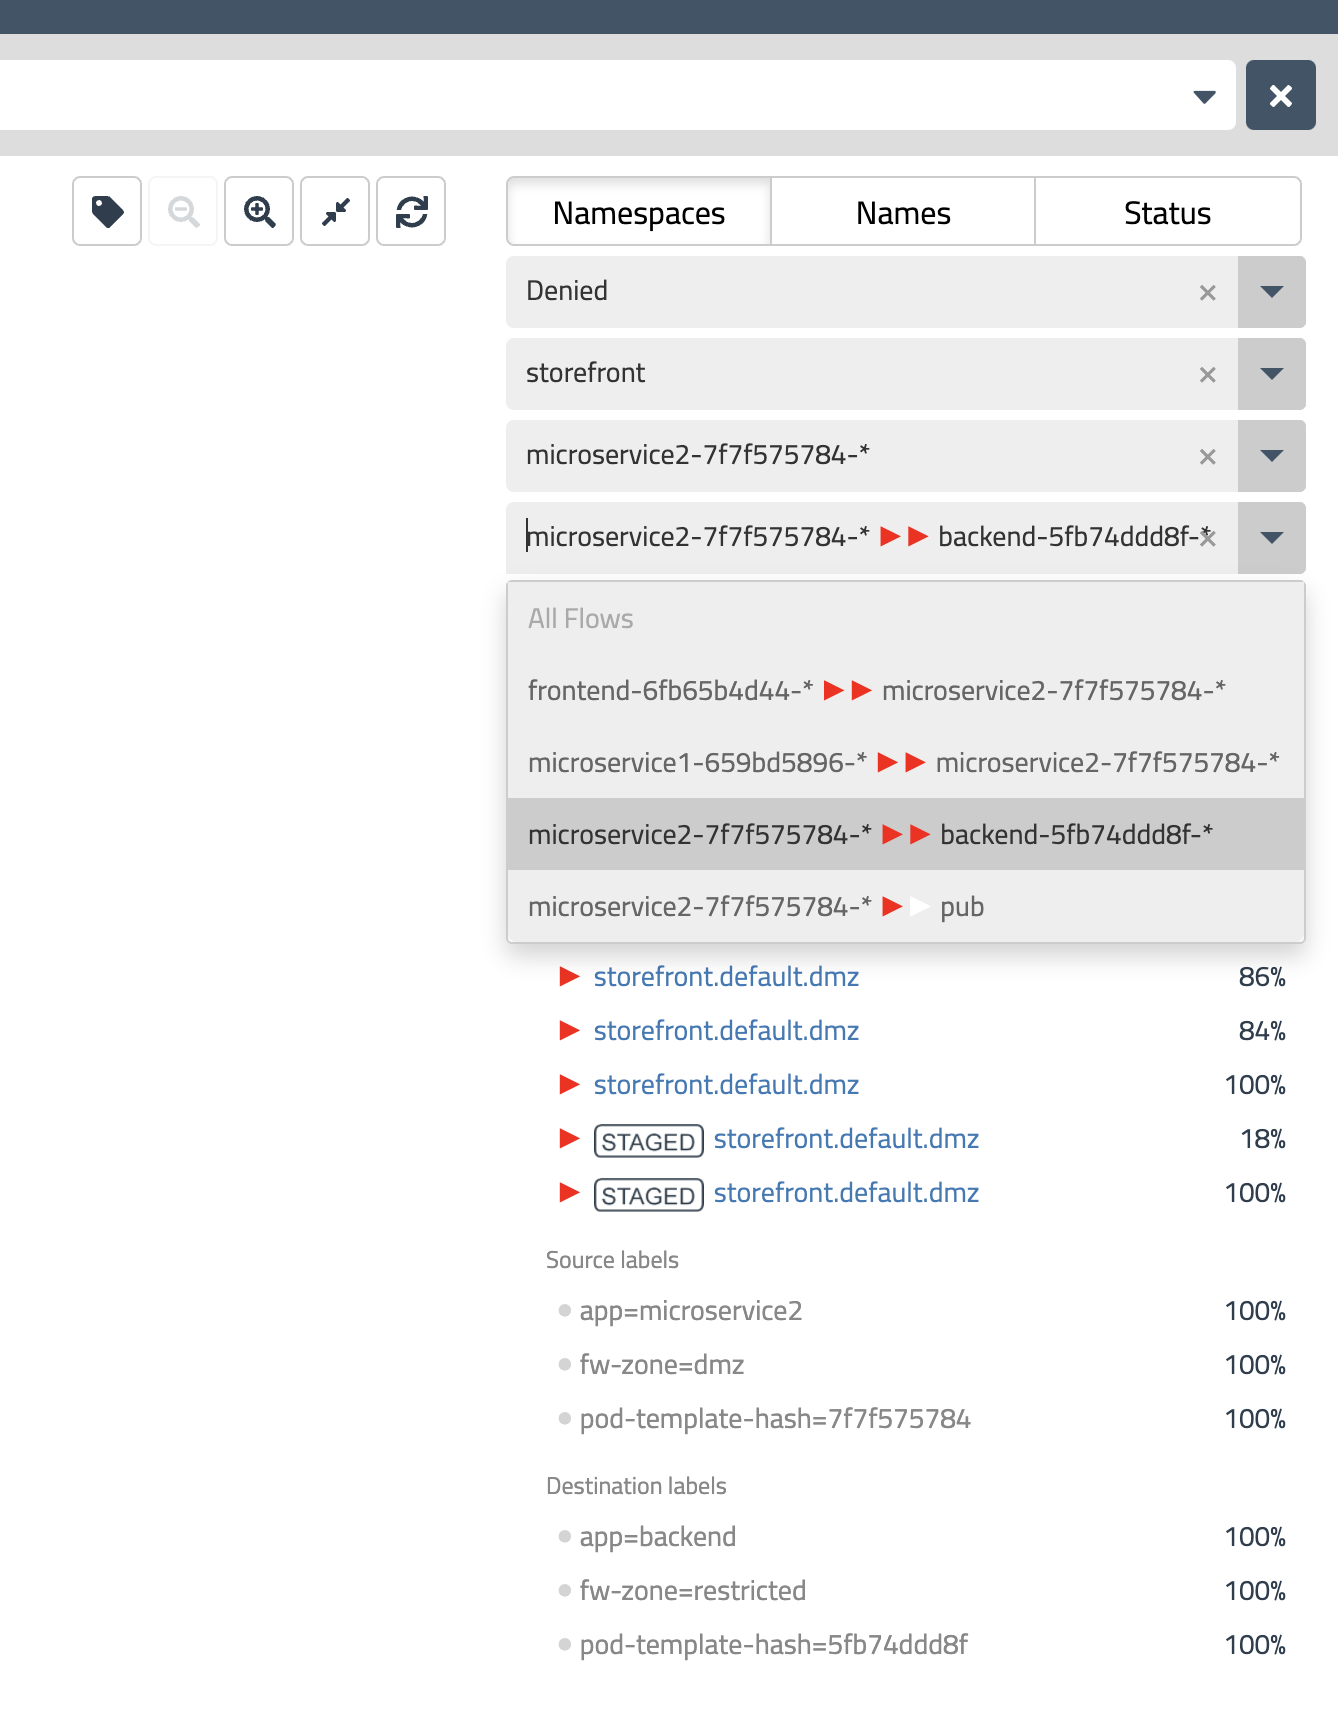 Namespaces Names Status
Denied
storefront
microservice2-7f7f575784-*
microservice2-7f7f575784-* backend-5fb74ddd8f-*
All Flows
frontend-6fb65b4d44-* microservice2-7f7f575784-*
microservice1-659bd5896-* microservice2-7f7f575784-*
microservice2-7f7f575784-* backend-5fb74ddd8f-*
microservice2-7f7f575784-* pub
storefront.default.dmz 86%
storefront.default.dmz 84%
storefront.default.dmz 100%
STAGED storefront.default.dmz 18%
STAGED storefront.default.dmz 100%
Source labels
app=microservice2 100%
fw-zone=dmz 100%
pod-template-hash=7f7f575784 100%
Destination labels
app=backend 100%
fw-zone=restricted 100%
pod-template-hash=5fb74ddd8f 100%